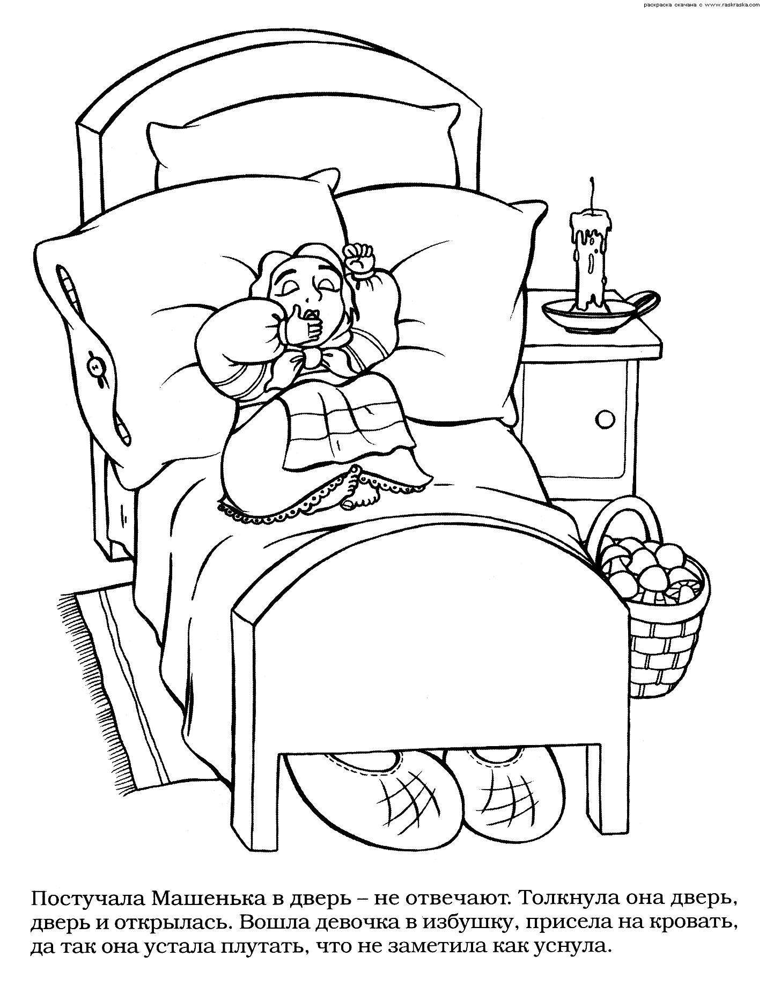 раскраска скачана с www.raskraska.com
Постучала Машенька в дверь – не отвечают. Толкнула она дверь,
дверь и открылась. Вошла девочка в избушку, присела на кровать,
да так она устала плутать, что не заметила как уснула.